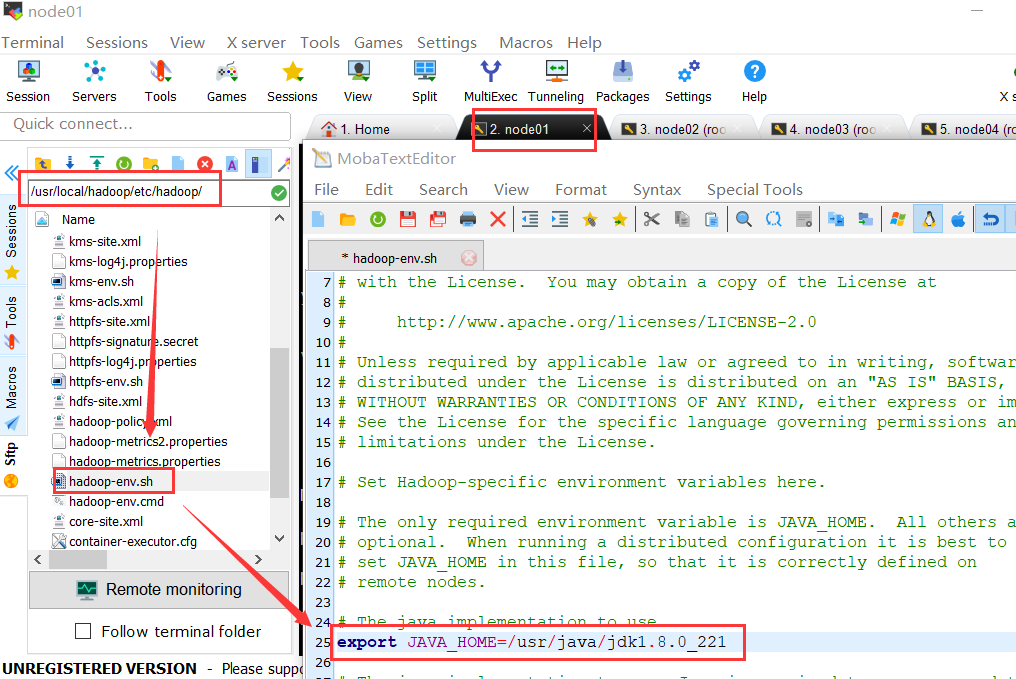 node01
Terminal Sessions View X server Tools Games Settings Macros Help
Session Servers Tools Games Sessions View Split MultiExec Tunneling Packages Settings Help X s
Quick connect...
1. Home
2. node01
3. node02 (roo
4. node03 (roo
5. node04 (r
/usr/local/hadoop/etc/hadoop/
Sessions
Tools
Macros
Sftp
Name
kms-site.xml
kms-log4j.properties
kms-env.sh
kms-acls.xml
httpfs-site.xml
httpfs-signature.secret
httpfs-log4j.properties
httpfs-env.sh
hdfs-site.xml
hadoop-policy.xml
hadoop-metrics2.properties
hadoop-metrics.properties
hadoop-env.sh
hadoop-env.cmd
core-site.xml
container-executor.cfg
Remote monitoring
Follow terminal folder
UNREGISTERED VERSION - Please suppo
MobaTextEditor
File Edit Search View Format Syntax Special Tools
* hadoop-env.sh
7 # with the License. You may obtain a copy of the License at
8 #
9 # http://www.apache.org/licenses/LICENSE-2.0
10 #
11 # Unless required by applicable law or agreed to in writing, softwar
12 # distributed under the License is distributed on an "AS IS" BASIS,
13 # WITHOUT WARRANTIES OR CONDITIONS OF ANY KIND, either express or im
14 # See the License for the specific language governing permissions an
15 # limitations under the License.
16
17 # Set Hadoop-specific environment variables here.
18
19 # The only required environment variable is JAVA_HOME. All others a
20 # optional. When running a distributed configuration it is best to
21 # set JAVA_HOME in this file, so that it is correctly defined on
22 # remote nodes.
23
24 # The java implementation to use
25 export JAVA_HOME=/usr/java/jdk1.8.0_221
26